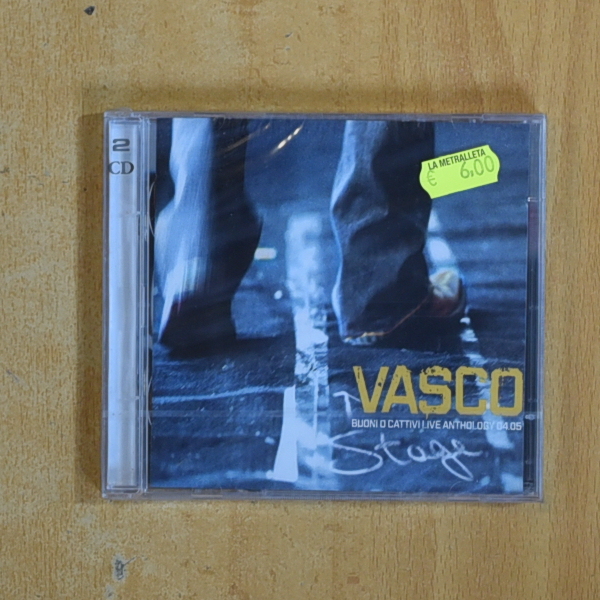 2
CD
LA METRALLETA
€ 6,00
VASCO
BUONI O CATTIVI LIVE ANTHOLOGY 04.05
Stage